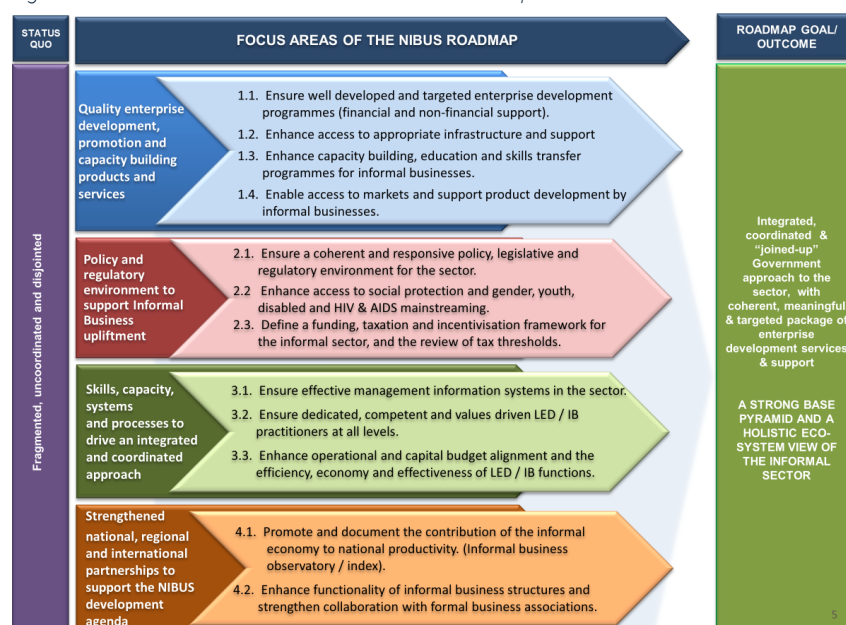 STATUS
QUO
FOCUS AREAS OF THE NIBUS ROADMAP
ROADMAP GOAL/
OUTCOME
Fragmented, uncoordinated and disjointed
Quality enterprise
development,
promotion and
capacity building
products and
services
1.1. Ensure well developed and targeted enterprise development
programmes (financial and non-financial support).
1.2. Enhance access to appropriate infrastructure and support
1.3. Enhance capacity building, education and skills transfer
programmes for informal businesses.
1.4. Enable access to markets and support product development by
informal businesses.
Policy and
regulatory
environment to
support Informal
Business
upliftment
2.1. Ensure a coherent and responsive policy, legislative and
regulatory environment for the sector.
2.2 Enhance access to social protection and gender, youth,
disabled and HIV & AIDS mainstreaming.
2.3. Define a funding, taxation and incentivisation framework for
the informal sector, and the review of tax thresholds.
Skills, capacity,
systems
and processes to
drive an integrated
and coordinated
approach
3.1. Ensure effective management information systems in the sector.
3.2. Ensure dedicated, competent and values driven LED / IB
practitioners at all levels.
3.3. Enhance operational and capital budget alignment and the
efficiency, economy and effectiveness of LED / IB functions.
Strengthened
national, regional
and international
partnerships to
support the NIBUS
development
agenda
4.1. Promote and document the contribution of the informal
economy to national productivity. (Informal business
observatory / index).
4.2. Enhance functionality of informal business structures and
strengthen collaboration with formal business associations.
Integrated,
coordinated &
“joined-up”
Government
approach to the
sector, with
coherent, meaningful
& targeted package of
enterprise
development services
& support
A STRONG BASE
PYRAMID AND A
HOLISTIC ECO-
SYSTEM VIEW OF
THE INFORMAL
SECTOR
5